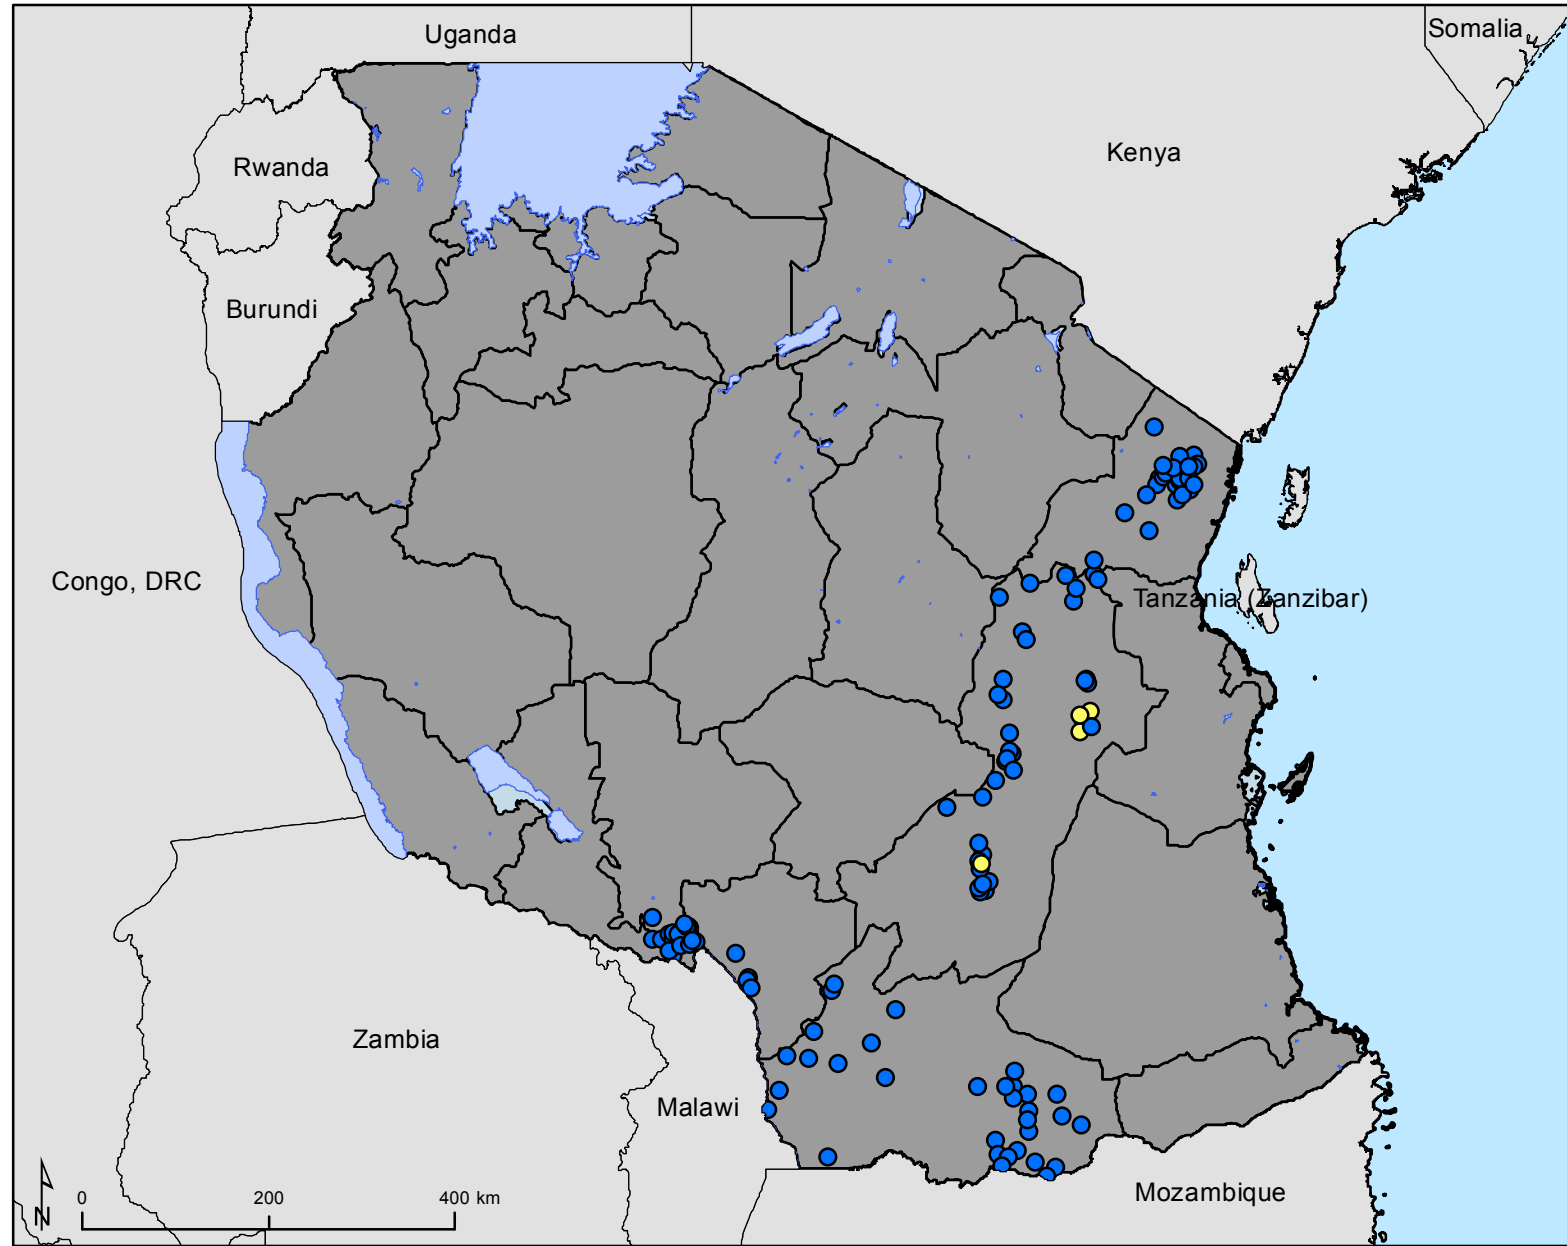 Uganda
Somalia
Kenya
Rwanda
Burundi
Congo, DRC
Tanzania (Zanzibar)
Zambia
Malawi
Mozambique
N
0 200 400 km